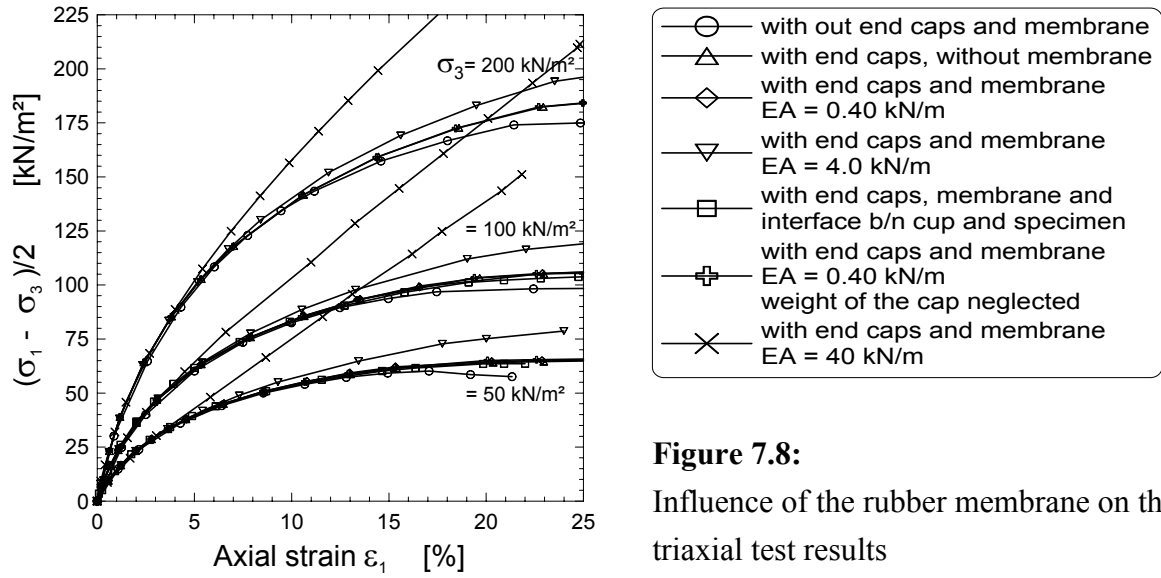 225
200
175
150
125
100
75
50
25
0
(σ₁ - σ₃)/2 [kN/m²]
0 5 10 15 20 25
Axial strain ε₁ [%]
σ₃= 200 kN/m²
= 100 kN/m²
= 50 kN/m²
with out end caps and membrane
with end caps, without membrane
with end caps and membrane
EA = 0.40 kN/m
with end caps and membrane
EA = 4.0 kN/m
with end caps, membrane and
interface b/n cup and specimen
with end caps and membrane
EA = 0.40 kN/m
weight of the cap neglected
with end caps and membrane
EA = 40 kN/m
Figure 7.8:
Influence of the rubber membrane on th
triaxial test results